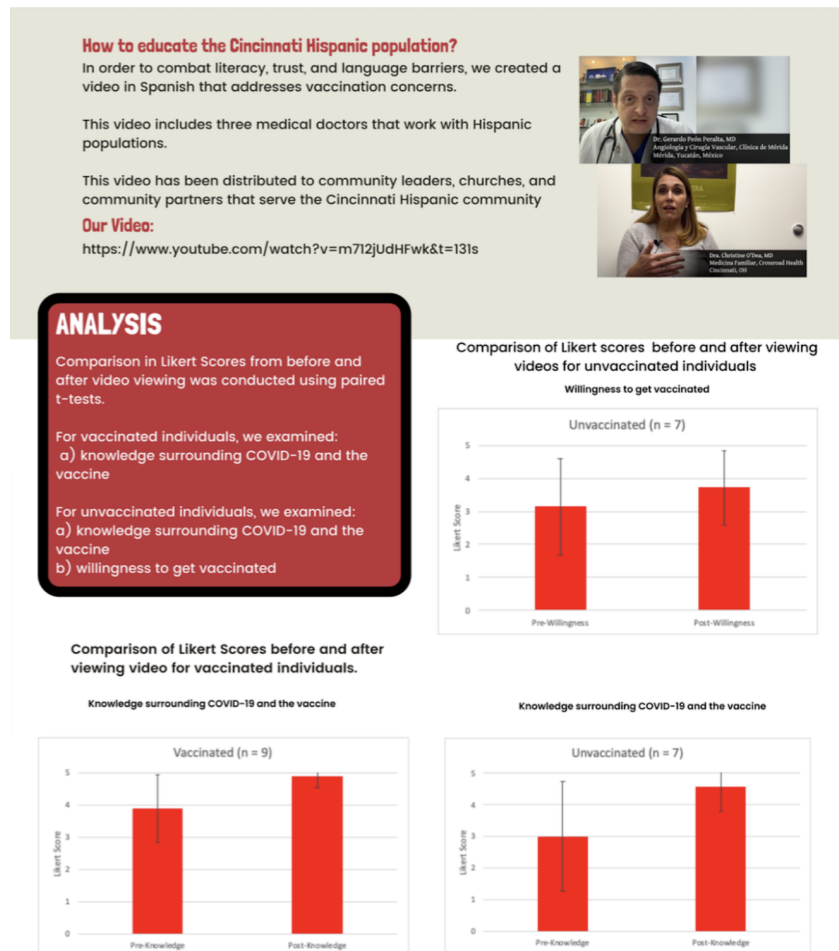 How to educate the Cincinnati Hispanic population?
In order to combat literacy, trust, and language barriers, we created a
video in Spanish that addresses vaccination concerns.
This video includes three medical doctors that work with Hispanic
populations.
This video has been distributed to community leaders, churches, and
community partners that serve the Cincinnati Hispanic community
Our Video:
https://www.youtube.com/watch?v=m712jUdHFwk&t=131s
Dr. Gerardo Peón Peralta, MD
Angiología y Cirugía Vascular, Clínica de Mérida
Mérida, Yucatán, México
Dra. Christine O'Dea, MD
Medicina Familiar, Crossroad Health
Cincinnati, OH
ANALYSIS
Comparison in Likert Scores from before and
after video viewing was conducted using paired
t-tests.
For vaccinated individuals, we examined:
a) knowledge surrounding COVID-19 and the
vaccine
For unvaccinated individuals, we examined:
a) knowledge surrounding COVID-19 and the
vaccine
b) willingness to get vaccinated
Comparison of Likert scores before and after viewing
videos for unvaccinated individuals
Willingness to get vaccinated
Unvaccinated (n = 7)
5
4
3
2
1
0
Likert Score
Pre-Willingness
Post-Willingness
Comparison of Likert Scores before and after
viewing video for vaccinated individuals.
Knowledge surrounding COVID-19 and the vaccine
Vaccinated (n = 9)
5
4
3
2
1
0
Likert Score
Pre-Knowledge
Post-Knowledge
Knowledge surrounding COVID-19 and the vaccine
Unvaccinated (n = 7)
5
4
3
2
1
0
Likert Score
Pre-Knowledge
Post-Knowledge